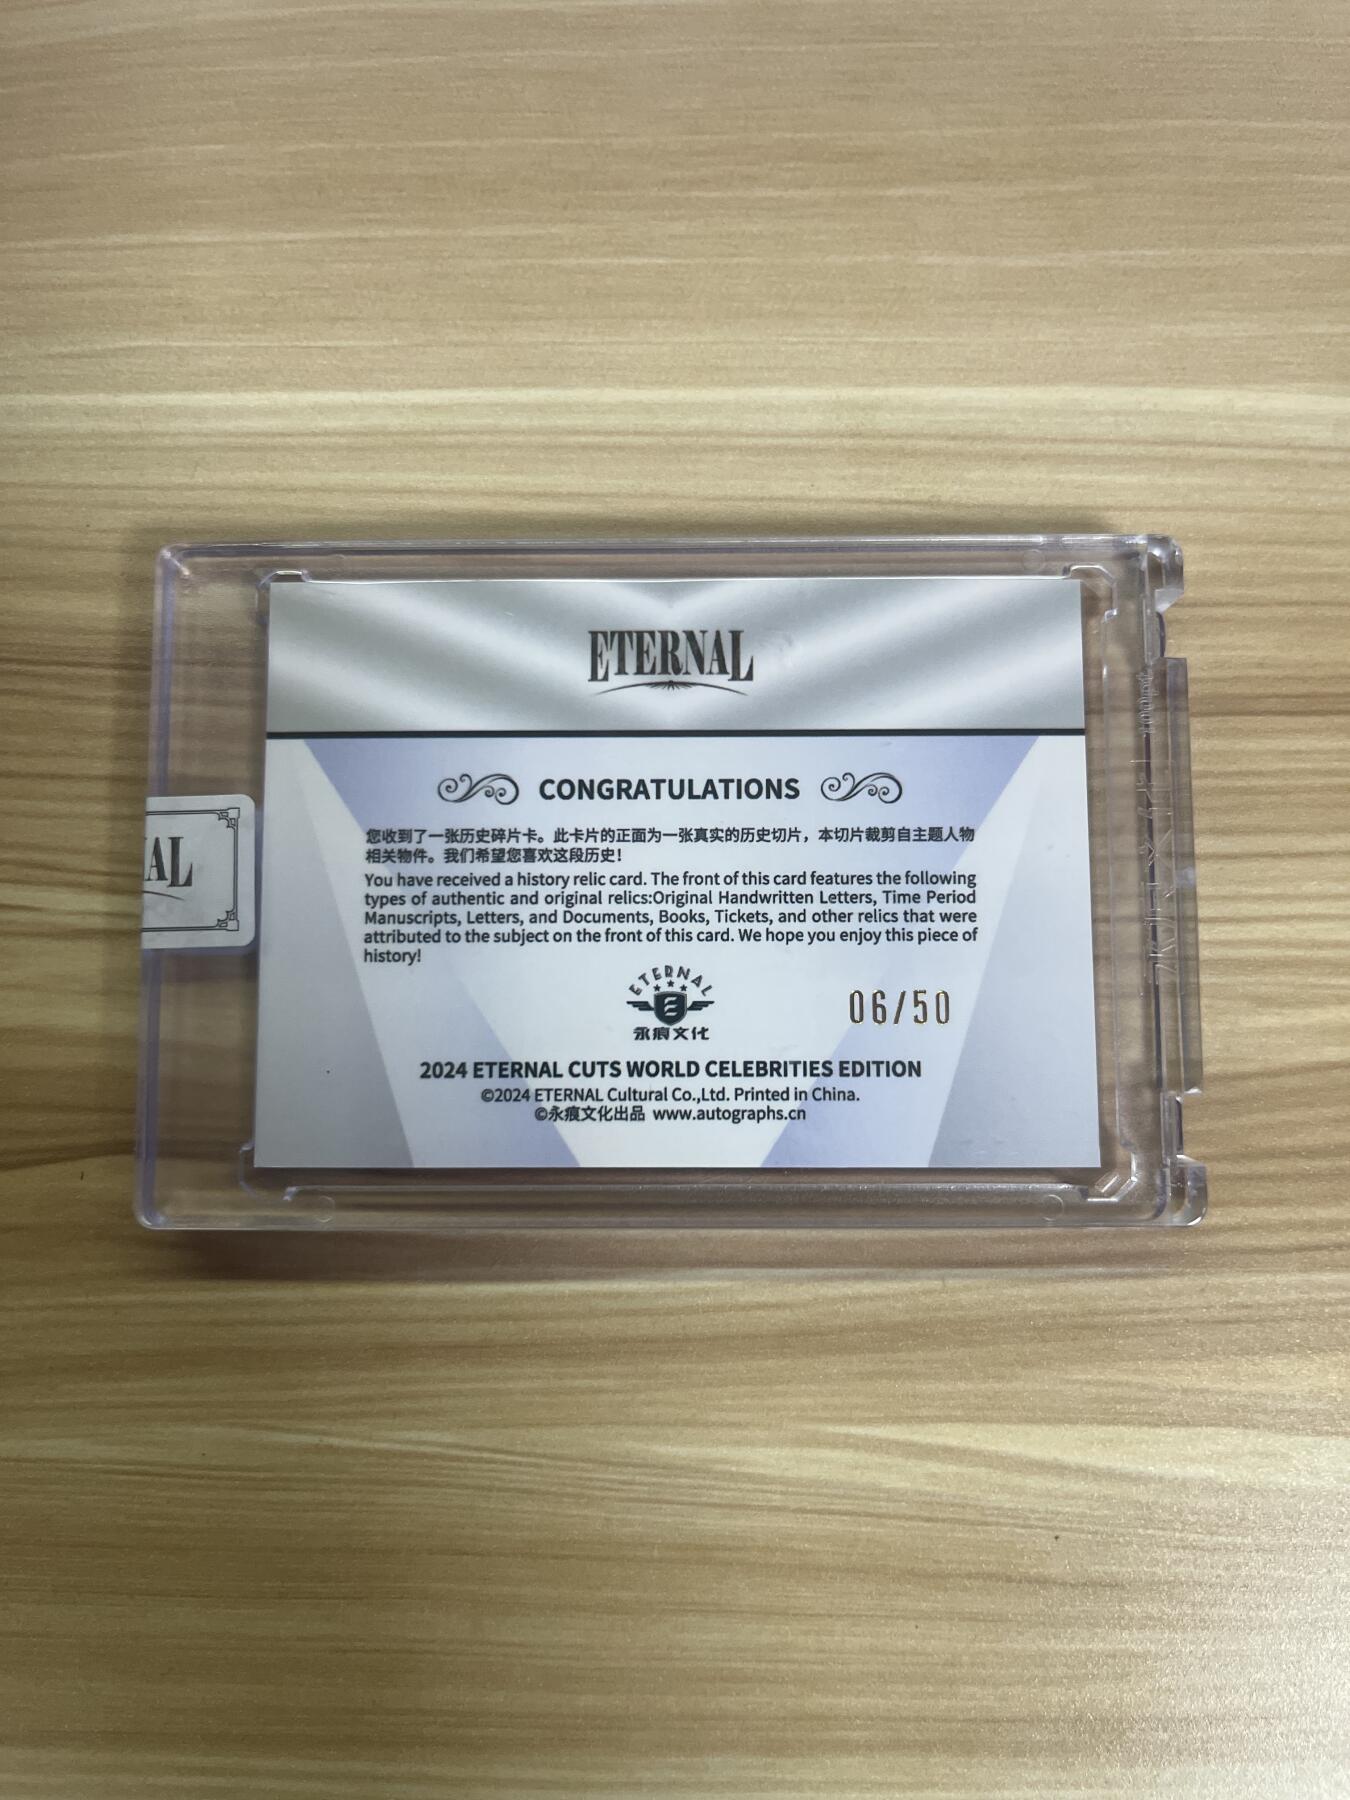 ETERNAL
CONGRATULATIONS
您收到了一张历史碎片卡。此卡片的正面为一张真实的历史切片，本切片裁剪自主题人物
相关物件。我们希望您喜欢这段历史！
You have received a history relic card. The front of this card features the following
types of authentic and original relics:Original Handwritten Letters, Time Period
Manuscripts, Letters, and Documents, Books, Tickets, and other relics that were
attributed to the subject on the front of this card. We hope you enjoy this piece of
history!
ETERNAL
永痕文化
06/50
2024 ETERNAL CUTS WORLD CELEBRITIES EDITION
©2024 ETERNAL Cultural Co.,Ltd. Printed in China.
©永痕文化出品 www.autographs.cn
AL